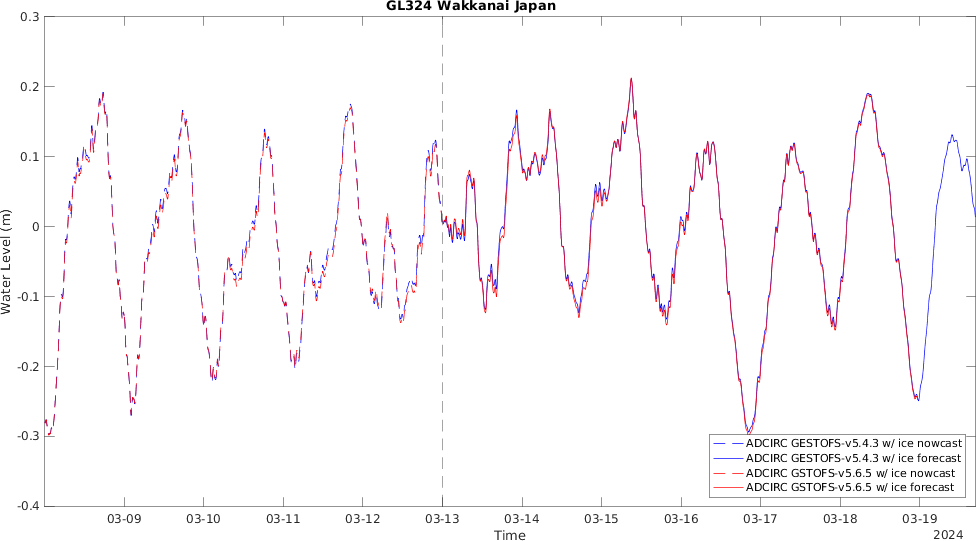 GL324 Wakkanai Japan
0.3
0.2
0.1
0
-0.1
-0.2
-0.3
-0.4
Water Level (m)
ADCIRC GESTOFS-v5.4.3 w/ ice nowcast
ADCIRC GESTOFS-v5.4.3 w/ ice forecast
ADCIRC GSTOFS-v5.6.5 w/ ice nowcast
ADCIRC GSTOFS-v5.6.5 w/ ice forecast
03-09 03-10 03-11 03-12 03-13 03-14 03-15 03-16 03-17 03-18 03-19
Time
2024